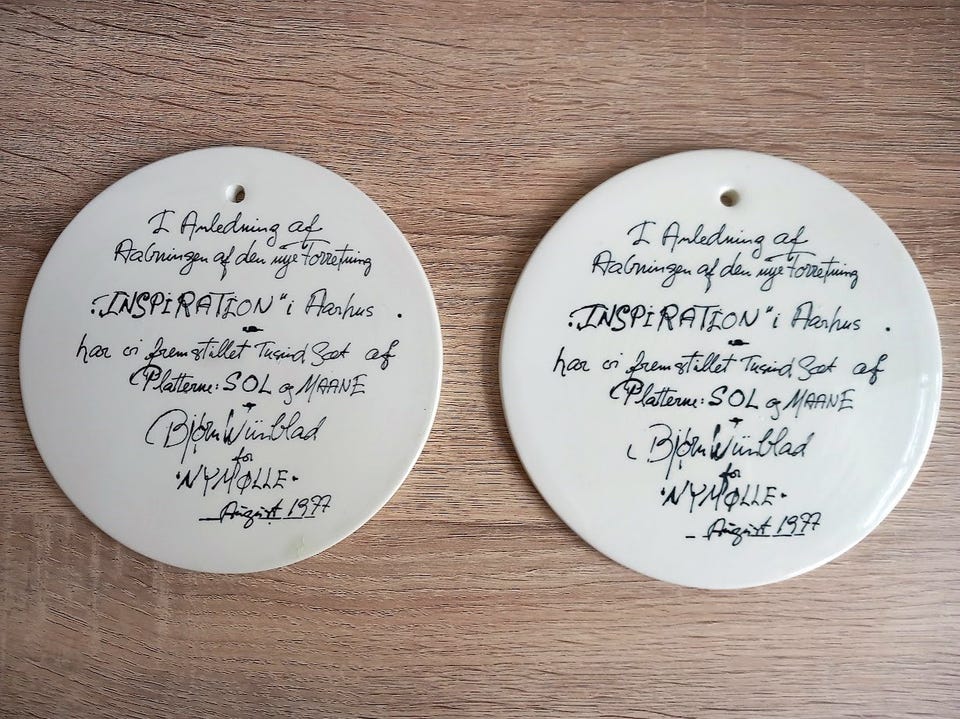 I Anledning af
Aabningen af den nye Forretning
"INSPIRATION" i Aarhus.
har vi fremstillet Tusind Sæt af
Platterne: SOL og MAANE
Bjørn Wiinblad
for
·NYMØLLE·
August 1977
I Anledning af
Aabningen af den nye Forretning
"INSPIRATION" i Aarhus.
har vi fremstillet Tusind Sæt af
Platterne: SOL og MAANE
Bjørn Wiinblad
for
·NYMØLLE·
August 1977